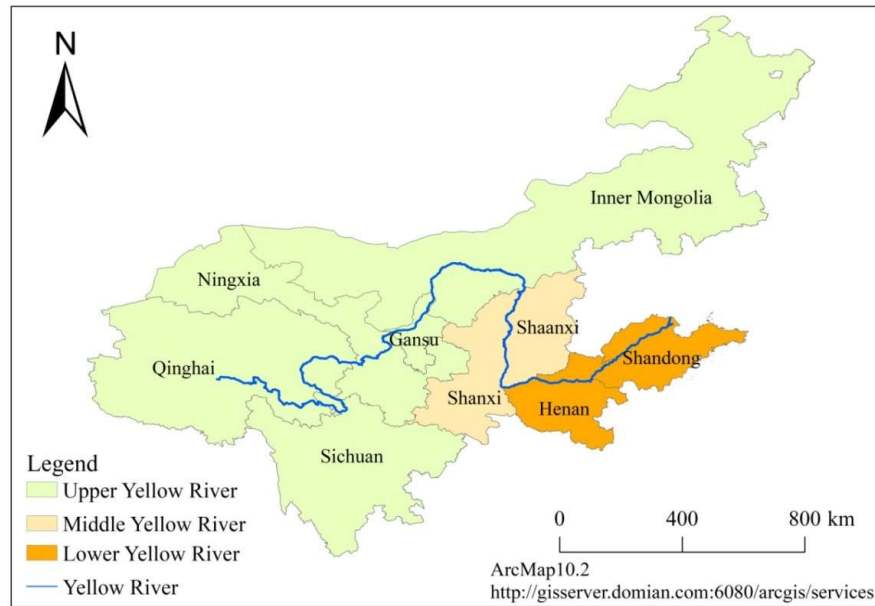 N
Inner Mongolia
Ningxia
Gansu
Shaanxi
Qinghai
Shandong
Shanxi
Henan
Sichuan
Legend
Upper Yellow River
Middle Yellow River
Lower Yellow River
Yellow River
0 400 800 km
ArcMap10.2
http://gisserver.domian.com:6080/arcgis/services